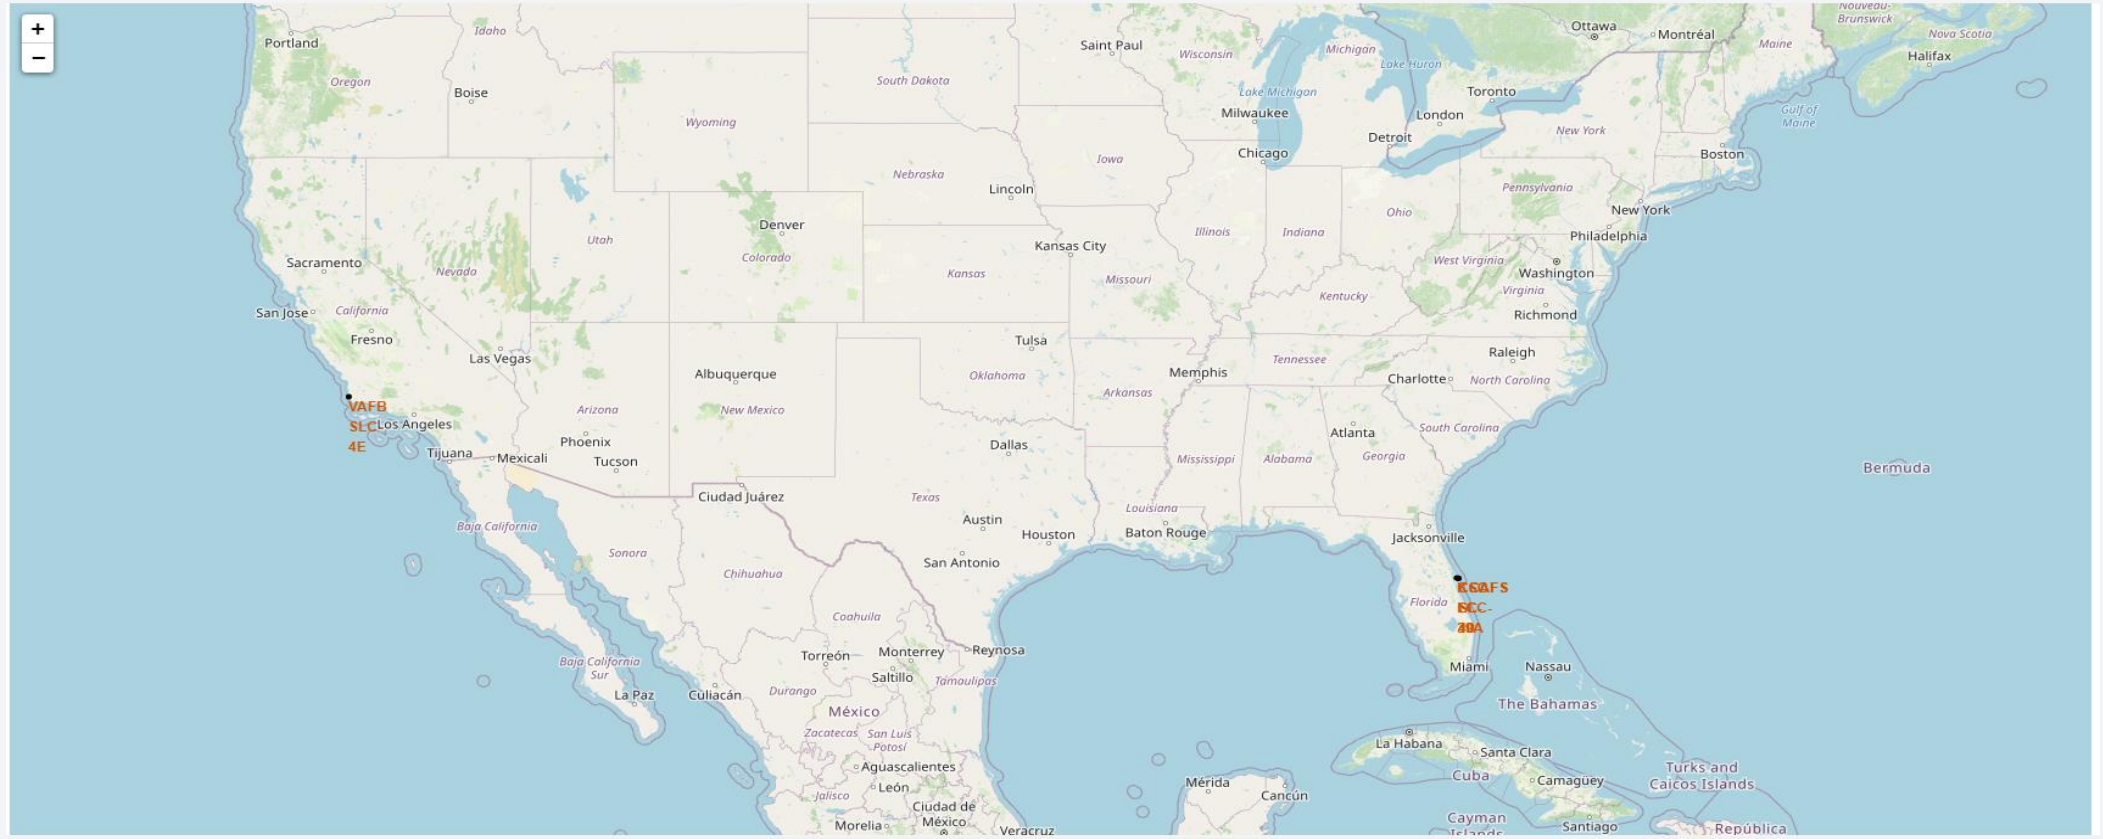 +
−
Portland
Idaho
Oregon
Boise
Wyoming
South Dakota
Saint Paul
Wisconsin
Michigan
Lake Huron
Lake Michigan
Ottawa
Montréal
Maine
Nouveau-
Brunswick
Nova Scotia
Halifax
Gulf of
Maine
Toronto
London
Milwaukee
Detroit
Chicago
New York
Boston
Iowa
Nebraska
Lincoln
Pennsylvania
New York
Philadelphia
Ohio
Indiana
Illinois
Denver
Utah
Colorado
Kansas City
Kansas
Missouri
West Virginia
Washington
Virginia
Richmond
Kentucky
Sacramento
Nevada
San Jose
California
Fresno
Las Vegas
Albuquerque
New Mexico
Arizona
Tulsa
Oklahoma
Arkansas
Memphis
Tennessee
Raleigh
Charlotte
North Carolina
South Carolina
VAFB
SLC
4E
Los Angeles
Tijuana
Mexicali
Phoenix
Tucson
Dallas
Atlanta
Mississippi
Alabama
Georgia
Bermuda
Ciudad Juárez
Texas
Louisiana
Baton Rouge
Austin
Houston
San Antonio
Jacksonville
Baja California
Sonora
Chihuahua
Coahuila
Florida
Miami
Nassau
The Bahamas
Baja California
Sur
La Paz
Culiacán
Torreón
Monterrey
Saltillo
Reynosa
Tamaulipas
Durango
México
Zacatecas
San Luis
Potosí
Aguascalientes
León
Jalisco
Ciudad de
México
Morelia
Veracruz
Mérida
Cancún
La Habana
Santa Clara
Cuba
Camagüey
Turks and
Caicos Islands
Cayman
Islands
Santiago
República